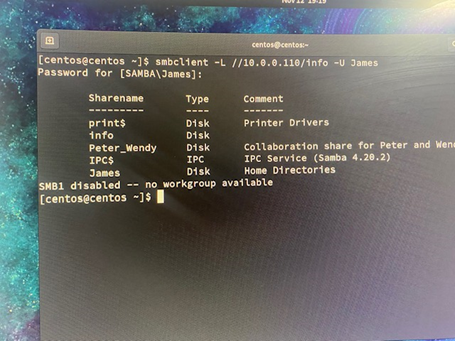 Nov 12 19:19
centos@centos:~
[centos@centos ~]$ smbclient -L //10.0.0.110/info -U James
Password for [SAMBA\James]:
Sharename Type Comment
--------- ---- -------
print$ Disk Printer Drivers
info Disk
Peter_Wendy Disk Collaboration share for Peter and Wend
IPC$ IPC IPC Service (Samba 4.20.2)
James Disk Home Directories
SMB1 disabled -- no workgroup available
[centos@centos ~]$